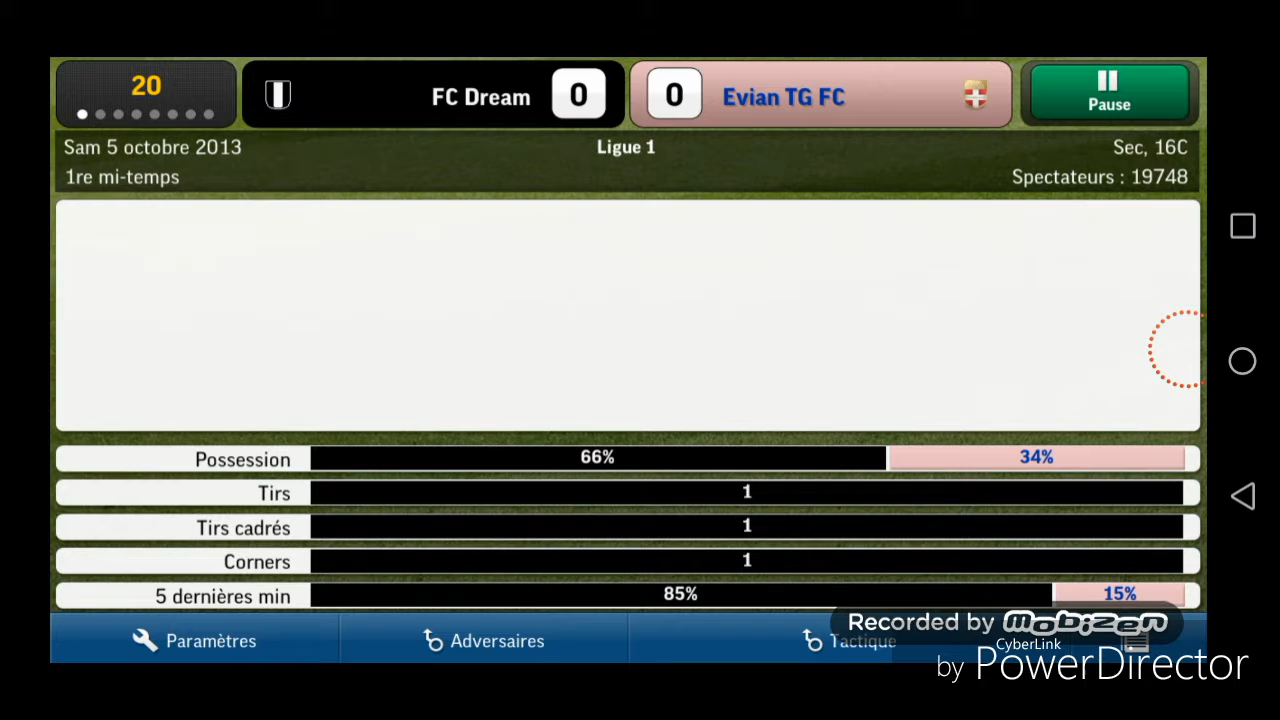 20
FC Dream 0
0 Evian TG FC
Pause
Sam 5 octobre 2013
Ligue 1
Sec, 16C
1re mi-temps
Spectateurs : 19748
Possession 66% 34%
Tirs 1
Tirs cadrés 1
Corners 1
5 dernières min 85% 15%
Paramètres
Adversaires
Tactique
Recorded by mobizen
CyberLink
by PowerDirector